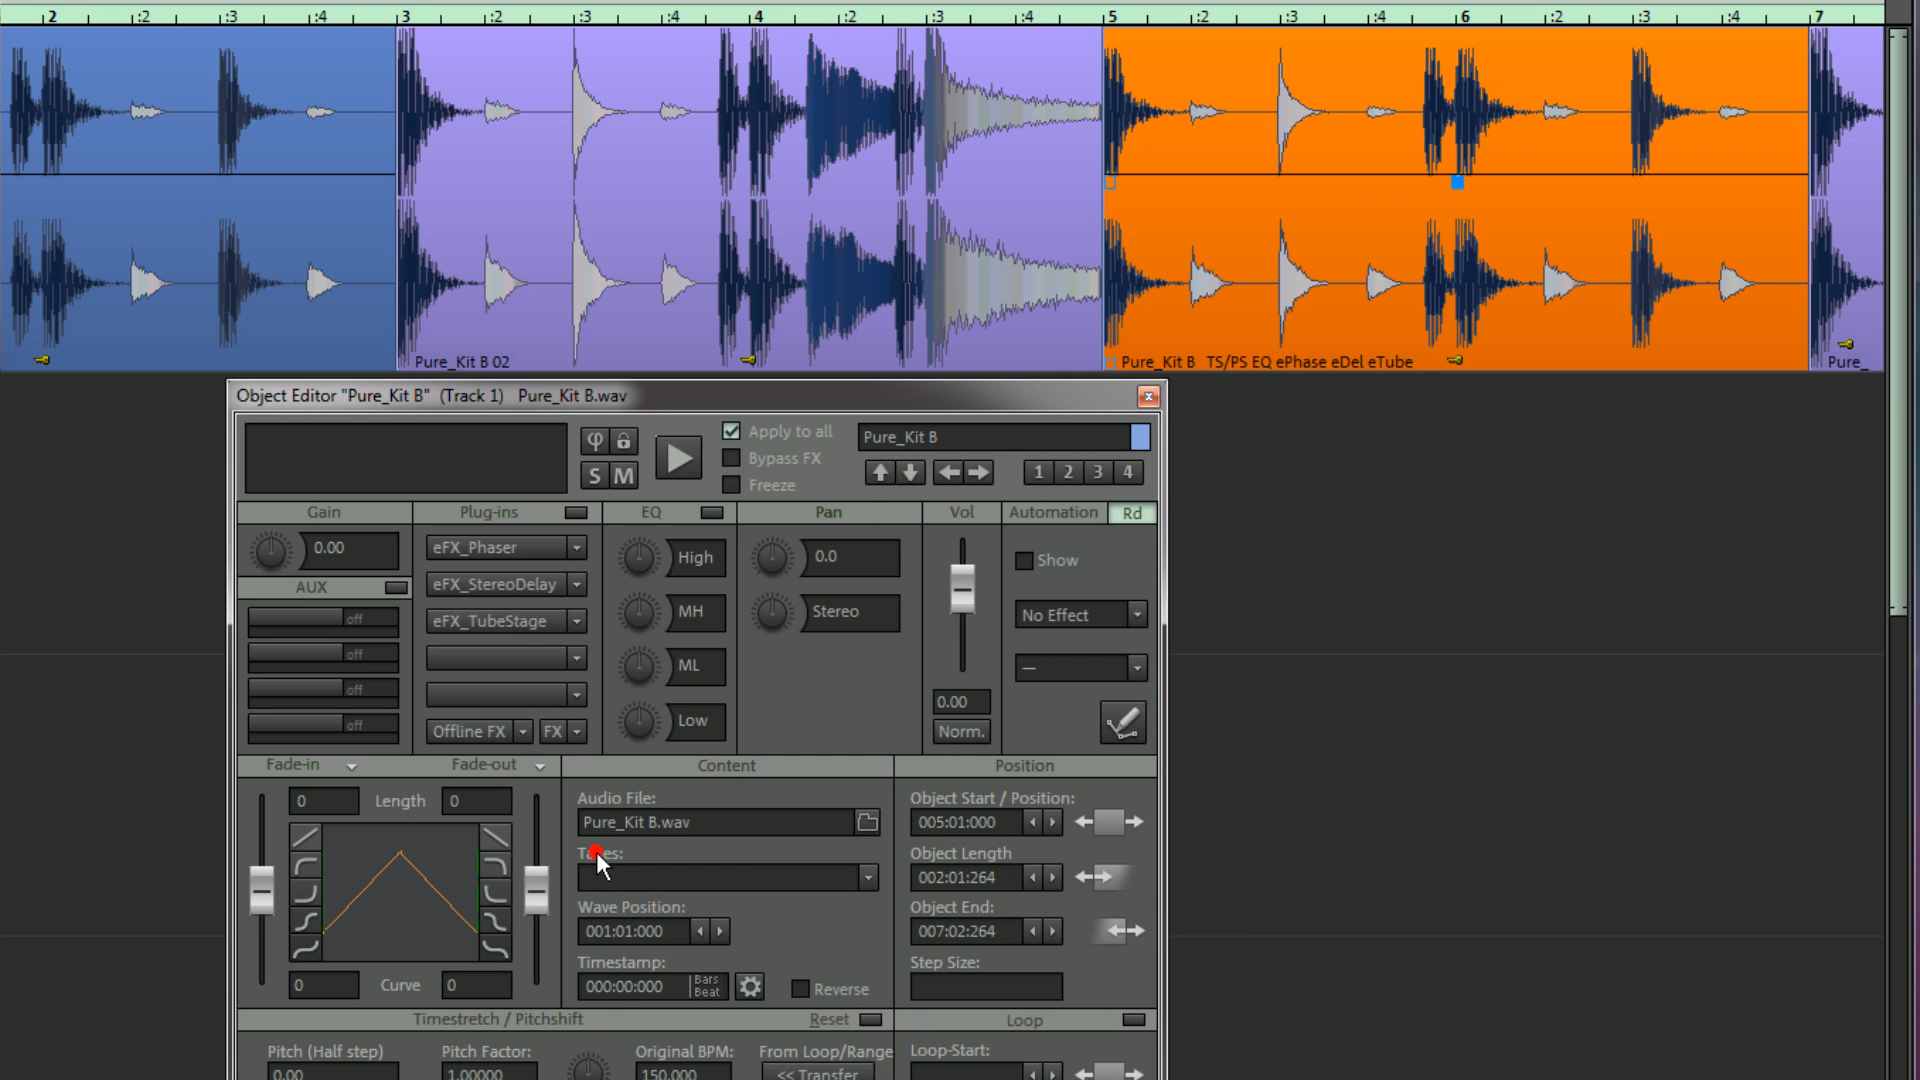 2 :2 :3 :4 3 :2 :3 :4 4 :2 :3 :4 5 :2 :3 :4 6 :2 :3 :4 7
Pure_Kit B 02 Pure_Kit B TS/PS EQ ePhase eDel eTube Pure_
Object Editor "Pure_Kit B" (Track 1) Pure_Kit B.wav
φ Apply to all Pure_Kit B
S M Bypass FX 1 2 3 4
Freeze
Gain Plug-ins EQ Pan Vol Automation Rd
0.00 eFX_Phaser High 0.0 Show
AUX eFX_StereoDelay MH Stereo No Effect
off eFX_TubeStage
off ML —
off 0.00
off Offline FX FX Low Norm.
Fade-in Fade-out Content Position
0 Length 0 Audio File: Object Start / Position:
Pure_Kit B.wav 005:01:000
Object Length
002:01:264
Wave Position: Object End:
001:01:000 007:02:264
Timestamp: Step Size:
0 Curve 0 000:00:000 Bars Beat Reverse
Timestretch / Pitchshift Reset Loop
Pitch (Half step) Pitch Factor: Original BPM: From Loop/Range Loop-Start:
0.00 1.00000 150.000 << Transfer